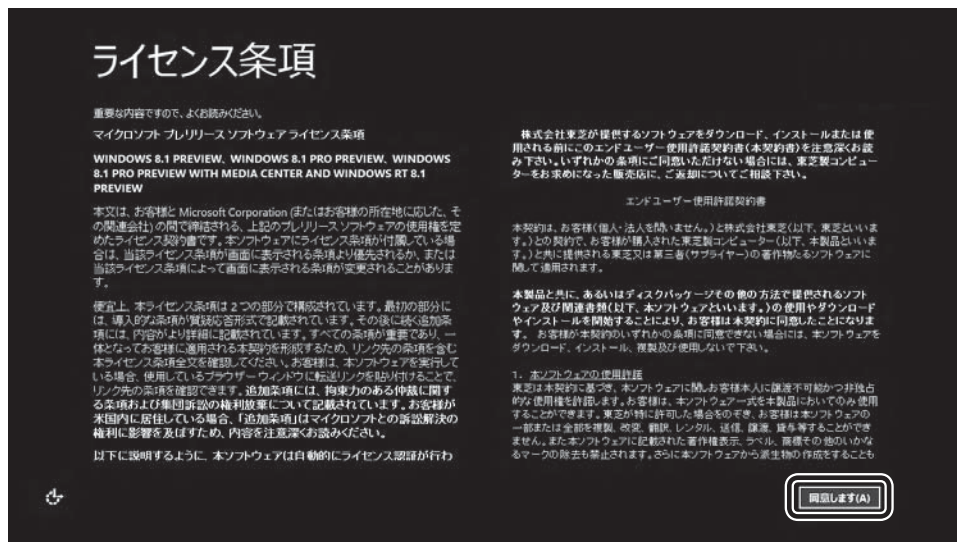 ライセンス条項
重要な内容ですので、よくお読みください。
マイクロソフト プレリリース ソフトウェア ライセンス条項
WINDOWS 8.1 PREVIEW、WINDOWS 8.1 PRO PREVIEW、WINDOWS
8.1 PRO PREVIEW WITH MEDIA CENTER AND WINDOWS RT 8.1
PREVIEW
本文は、お客様と Microsoft Corporation (またはお客様の所在地に応じた、そ
の関連会社) の間で締結される、上記のプレリリース ソフトウェアの使用権を定
めたライセンス契約書です。本ソフトウェアにライセンス条項が付属している場
合は、当該ライセンス条項が画面に表示される条項より優先されるか、または
当該ライセンス条項によって画面に表示される条項が変更されることがありま
す。
便宜上、本ライセンス条項は 2 つの部分で構成されています。最初の部分に
は、導入的な条項が質疑応答形式で記載されています。その後に続く追加条
項には、内容がより詳細に記載されています。すべての条項が重要であり、一
体となってお客様に適用される本契約を形成するため、リンク先の条項を含む
本ライセンス条項全文を確認してください。お客様は、本ソフトウェアを実行して
いる場合、使用しているブラウザー ウィンドウに転送リンクを貼り付けることで、
リンク先の条項を確認できます。追加条項には、拘束力のある仲裁に関す
る条項および集団訴訟の権利放棄について記載されています。お客様が
米国内に居住している場合、「追加条項」はマイクロソフトとの訴訟解決の
権利に影響を及ぼすため、内容を注意深くお読みください。
以下に説明するように、本ソフトウェアは自動的にライセンス認証が行わ
株式会社東芝が提供するソフトウェアをダウンロード、インストールまたは使
用される前にこのエンドユーザー使用許諾契約書(本契約書)を注意深くお読
み下さい。いずれかの条項にご同意いただけない場合には、東芝製コンピュー
ターをお求めになった販売店に、ご返却についてご相談下さい。
エンドユーザー使用許諾契約書
本契約は、お客様(個人・法人を問いません。)と株式会社東芝(以下、東芝といいま
す。)との契約で、お客様が購入された東芝製コンピューター(以下、本製品といいま
す。)と共に提供される東芝又は第三者(サプライヤー)の著作物たるソフトウェアに
関して適用されます。
本製品と共に、あるいはディスクパッケージその他の方法で提供されるソフト
ウェア及び関連書類(以下、本ソフトウェアといいます。)の使用やダウンロード
やインストールを開始することにより、お客様は本契約に同意したことになりま
す。 お客様が本契約のいずれかの条項に同意できない場合には、本ソフトウェアを
ダウンロード、インストール、複製及び使用しないで下さい。
1. 本ソフトウェアの使用許諾
東芝は本契約に基づき、本ソフトウェアに関しお客様本人に譲渡不可能かつ非独占
的な使用権を許諾します。お客様は、本ソフトウェア一式を本製品においてのみ使用
することができます。東芝が特に許可した場合をのぞき、お客様は本ソフトウェアの
一部または全部を複製、改変、翻訳、レンタル、送信、譲渡、貸与等することができ
ません。また本ソフトウェアに記載された著作権表示、ラベル、商標その他のいかな
るマークの除去も禁止されます。さらに本ソフトウェアから派生物の作成をすることも
同意します(A)